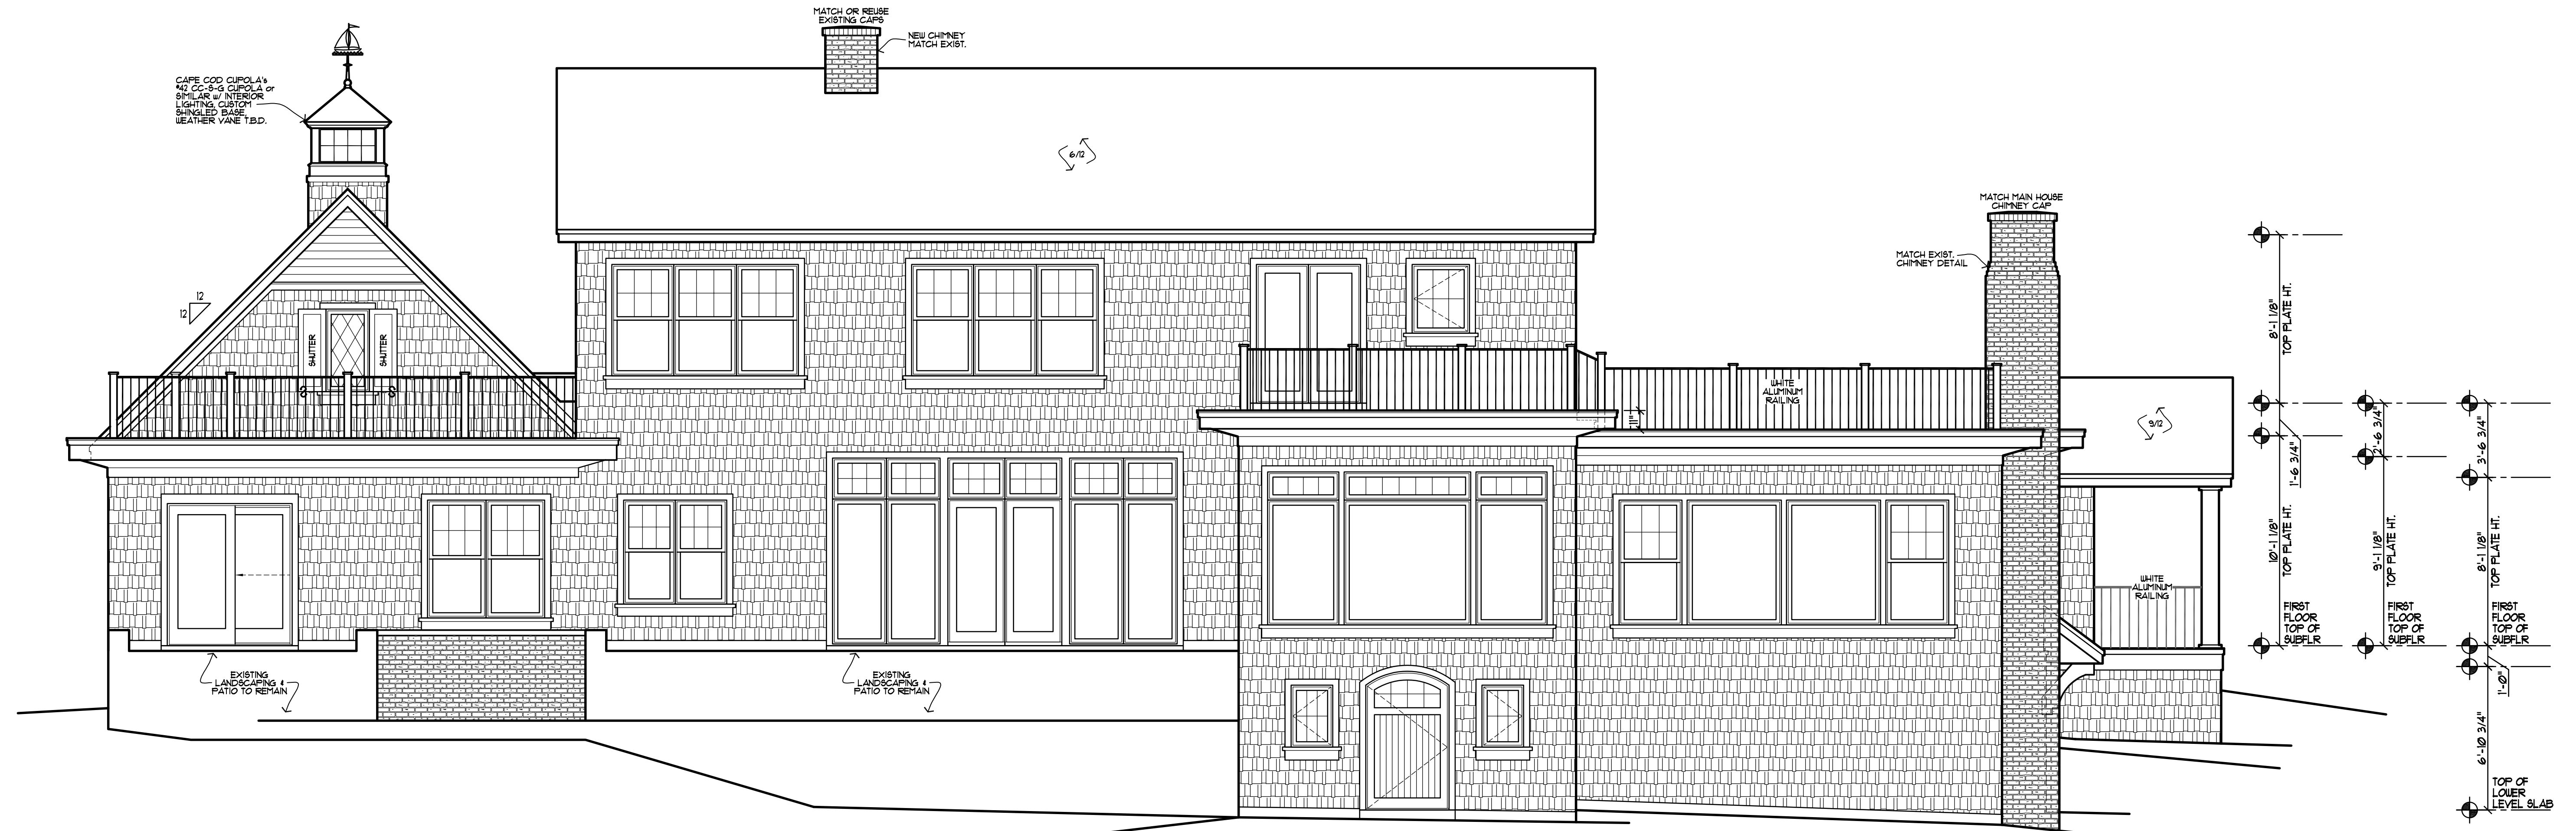 MATCH OR REUSE
EXISTING CAPS
NEW CHIMNEY
MATCH EXIST.
CAPE COD CUPOLA's
#42 CC-S-G CUPOLA or
SIMILAR w/ INTERIOR
LIGHTING, CUSTOM
SHINGLED BASE,
WEATHER VANE T.B.D.
6/12
MATCH MAIN HOUSE
CHIMNEY CAP
MATCH EXIST.
CHIMNEY DETAIL
12
12
SHUTTER
SHUTTER
WHITE
ALUMINUM
RAILING
11"
9/12
WHITE
ALUMINUM
RAILING
EXISTING
LANDSCAPING &
PATIO TO REMAIN
EXISTING
LANDSCAPING &
PATIO TO REMAIN
8'-1 1/8"
TOP PLATE HT.
1'-6 3/4"
10'-1 1/8"
TOP PLATE HT.
FIRST
FLOOR
TOP OF
SUBFLR
2'-6 3/4"
9'-1 1/8"
TOP PLATE HT.
FIRST
FLOOR
TOP OF
SUBFLR
3'-6 3/4"
8'-1 1/8"
TOP PLATE HT.
FIRST
FLOOR
TOP OF
SUBFLR
1'-0"
6'-10 3/4"
TOP OF
LOWER
LEVEL SLAB